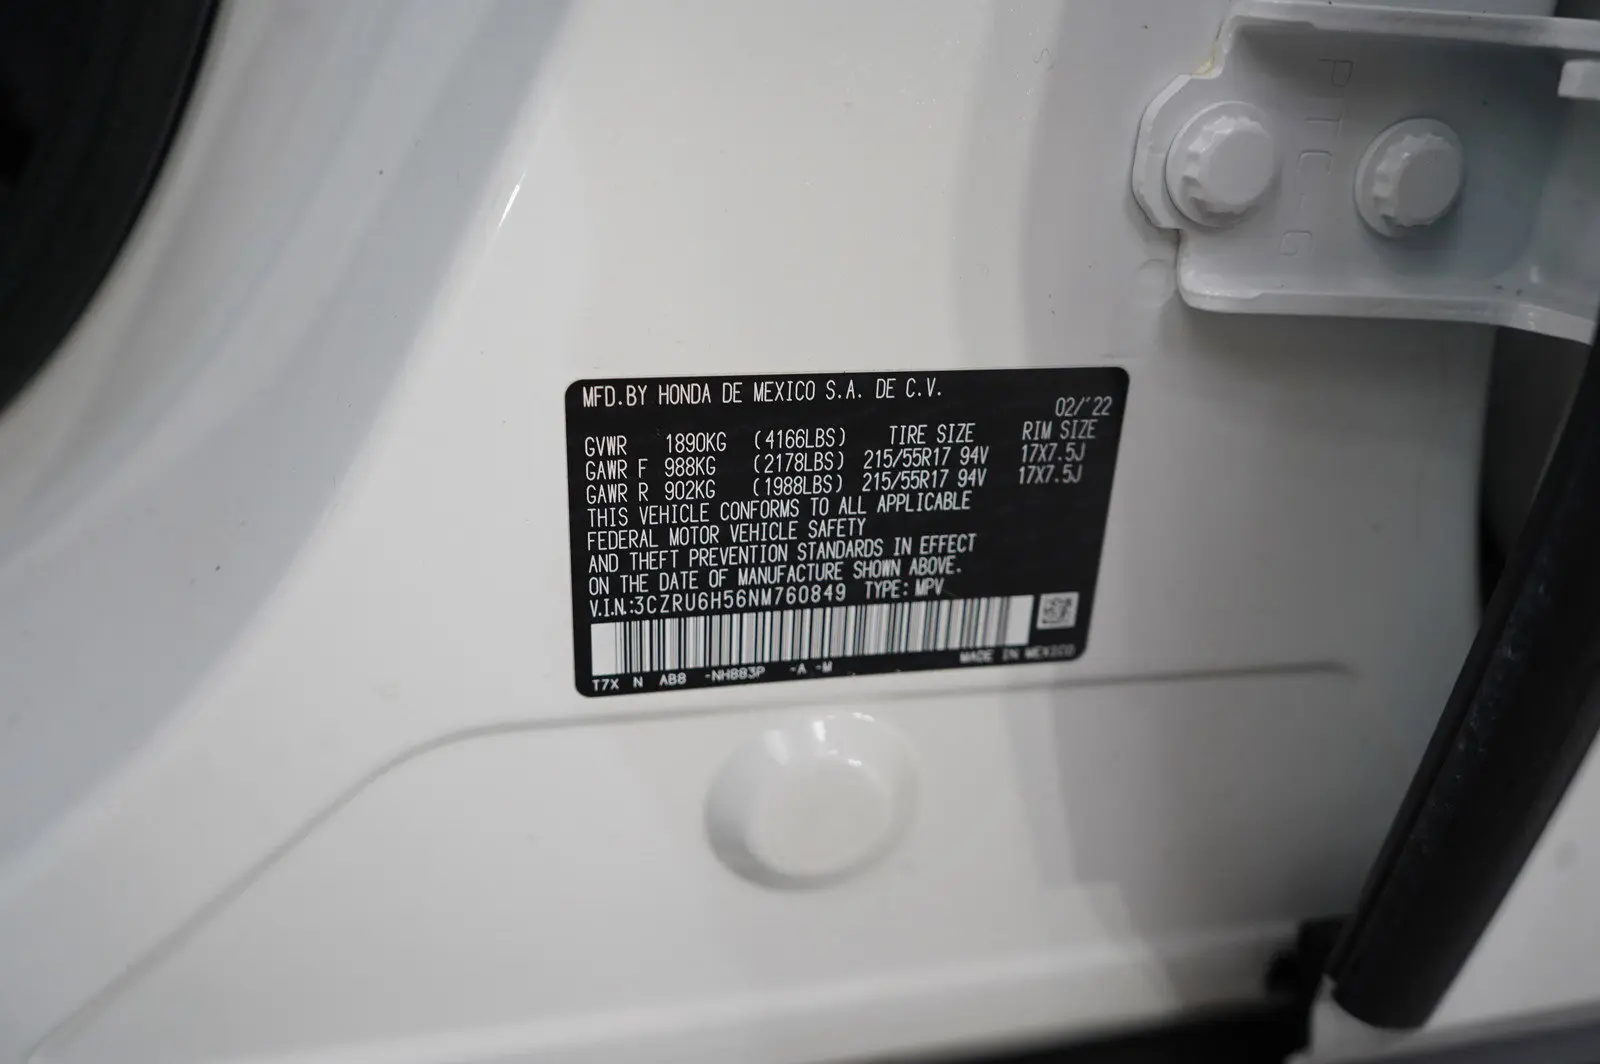 PTC-G
MFD.BY HONDA DE MEXICO S.A. DE C.V.
02/'22
GVWR 1890KG (4166LBS) TIRE SIZE RIM SIZE
GAWR F 988KG (2178LBS) 215/55R17 94V 17X7.5J
GAWR R 902KG (1988LBS) 215/55R17 94V 17X7.5J
THIS VEHICLE CONFORMS TO ALL APPLICABLE
FEDERAL MOTOR VEHICLE SAFETY
AND THEFT PREVENTION STANDARDS IN EFFECT
ON THE DATE OF MANUFACTURE SHOWN ABOVE.
V.I.N.:3CZRU6H56NM760849 TYPE: MPV
MADE IN MEXICO
T7X N AB8 -NH883P -A -M